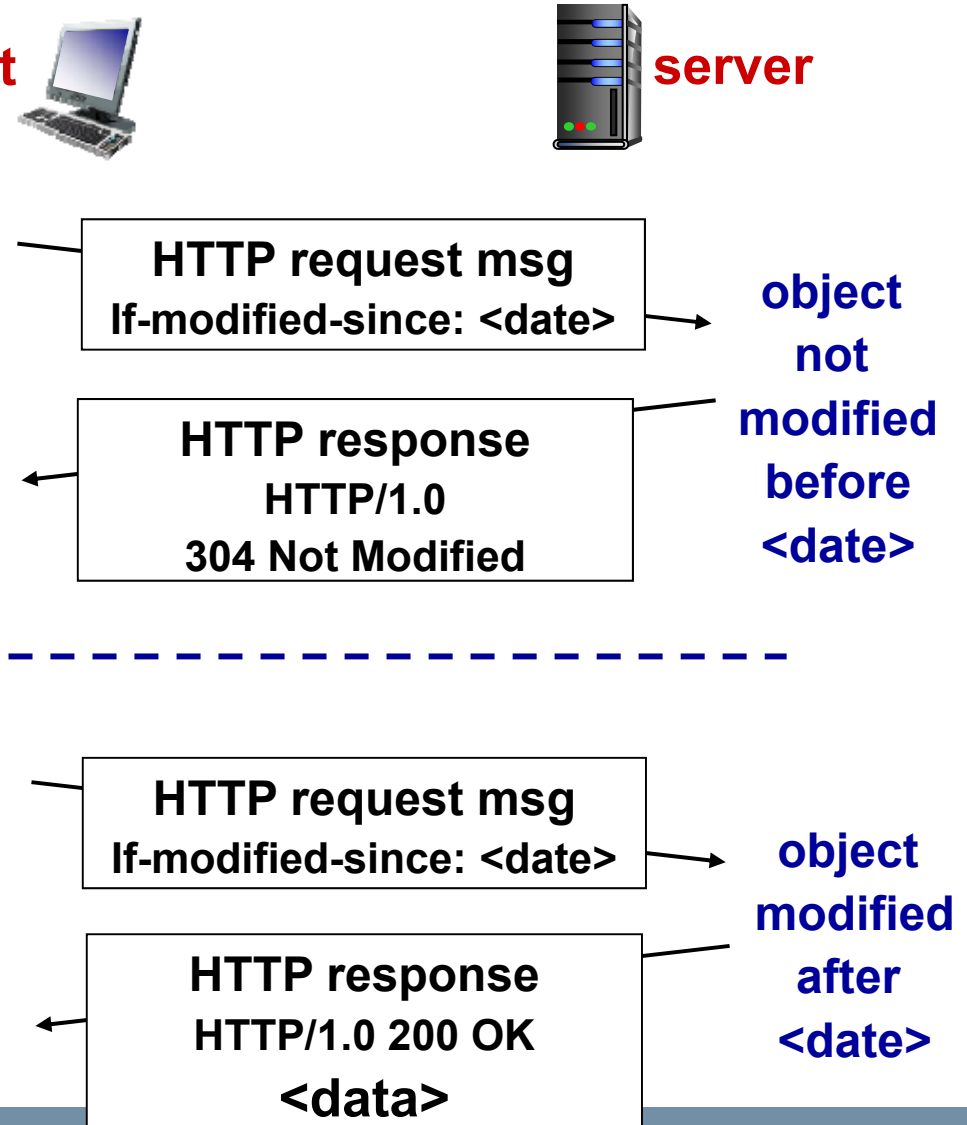 t
server
HTTP request msg
If-modified-since: <date>
object
not
modified
before
<date>
HTTP response
HTTP/1.0
304 Not Modified
HTTP request msg
If-modified-since: <date>
object
modified
after
<date>
HTTP response
HTTP/1.0 200 OK
<data>